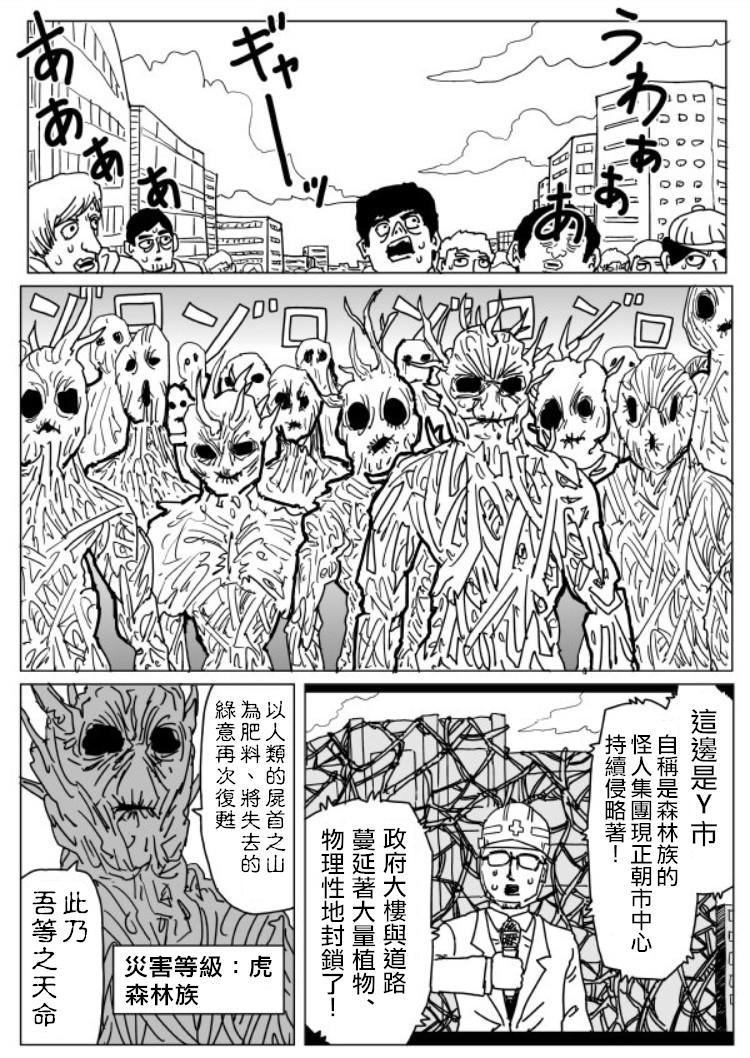 うわぁぁあ
ギャーーッ
あああぁあ
ゾロゾロゾロゾロ
這邊是Y市
自稱是森林族的
怪人集團現正朝市中心
持續侵略著！
政府大樓與道路
蔓延著大量植物、
物理性地封鎖了！
以人類的屍首之山
為肥料、將失去的
綠意再次復甦
此乃
吾等之天命
災害等級：虎
森林族